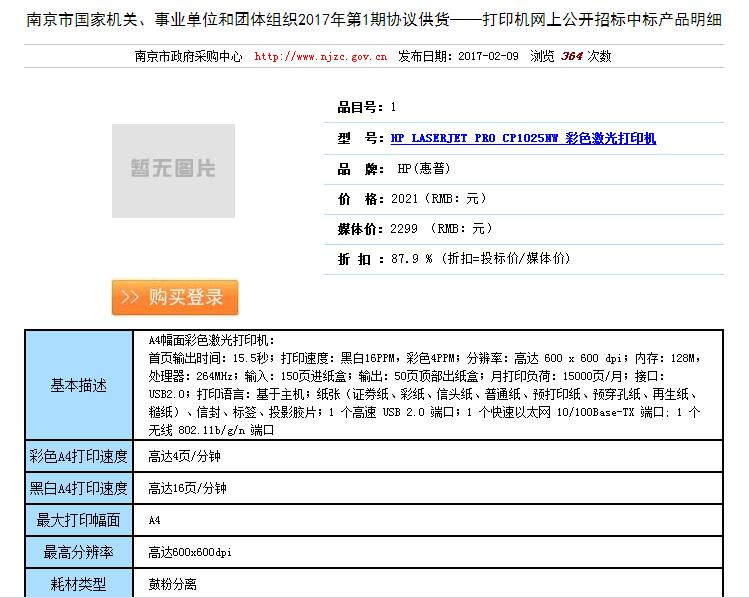 南京市国家机关、事业单位和团体组织2017年第1期协议供货——打印机网上公开招标中标产品明细
南京市政府采购中心 http://www.njzc.gov.cn 发布日期：2017-02-09 浏览 364 次数
品目号：1
暂无图片
型 号：HP LASERJET PRO CP1025NW 彩色激光打印机
品 牌： HP(惠普)
价 格：2021（RMB：元）
媒体价：2299 （RMB：元）
折 扣 ：87.9 % (折扣=投标价/媒体价)
>> 购买登录
基本描述
A4幅面彩色激光打印机：
首页输出时间：15.5秒；打印速度：黑白16PPM，彩色4PPM；分辨率：高达 600 x 600 dpi；内存：128M，
处理器：264MHz；输入：150页进纸盒；输出：50页顶部出纸盒；月打印负荷：15000页/月；接口：
USB2.0；打印语言：基于主机；纸张（证券纸、彩纸、信头纸、普通纸、预打印纸、预穿孔纸、再生纸、
糙纸）、信封、标签、投影胶片；1 个高速 USB 2.0 端口；1 个快速以太网 10/100Base-TX 端口; 1 个
无线 802.11b/g/n 端口
彩色A4打印速度 高达4页/分钟
黑白A4打印速度 高达16页/分钟
最大打印幅面 A4
最高分辨率 高达600x600dpi
耗材类型 鼓粉分离